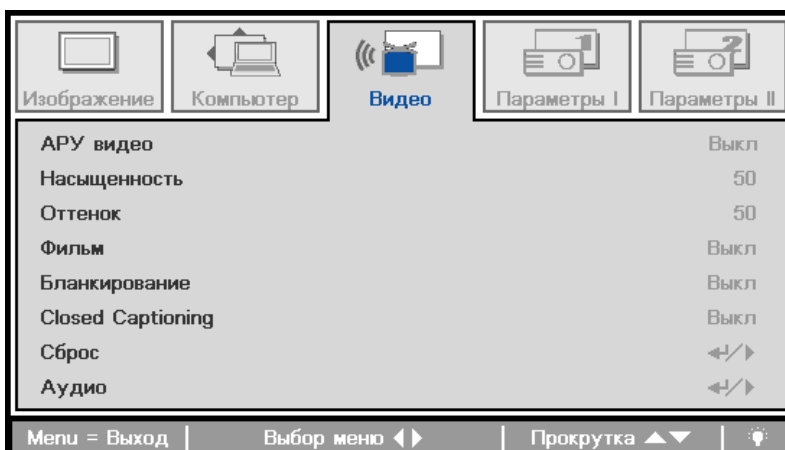 Изображение Компьютер Видео Параметры I Параметры II
АРУ видео Выкл
Насыщенность 50
Оттенок 50
Фильм Выкл
Бланкирование Выкл
Closed Captioning Выкл
Сброс
Аудио
Menu = Выход Выбор меню Прокрутка